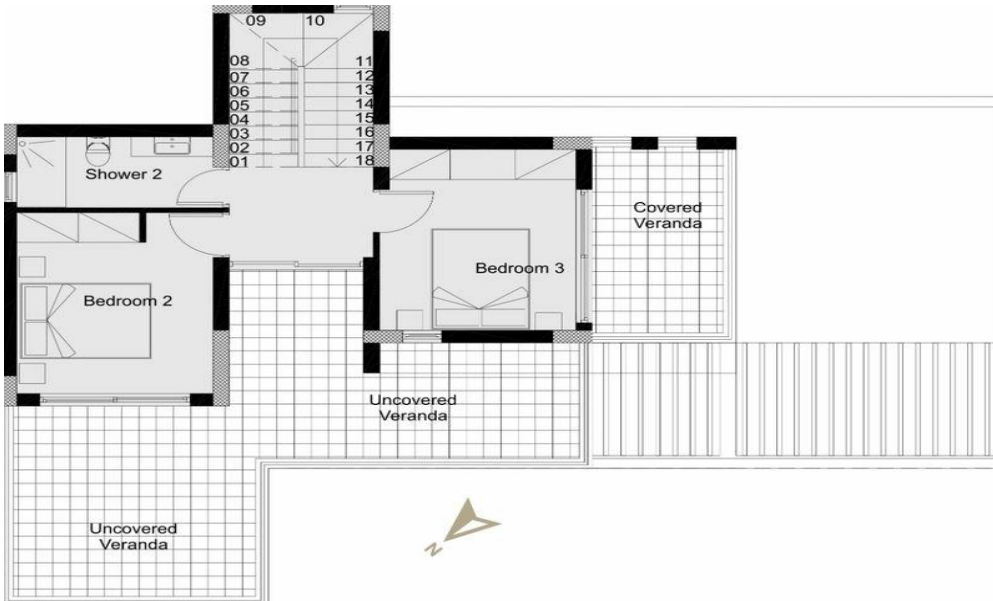 09 10
08 11
07 12
06 13
05 14
04 15
03 16
02 17
01 18
Shower 2
Covered
Veranda
Bedroom 3
Bedroom 2
Uncovered
Veranda
Uncovered
Veranda
N